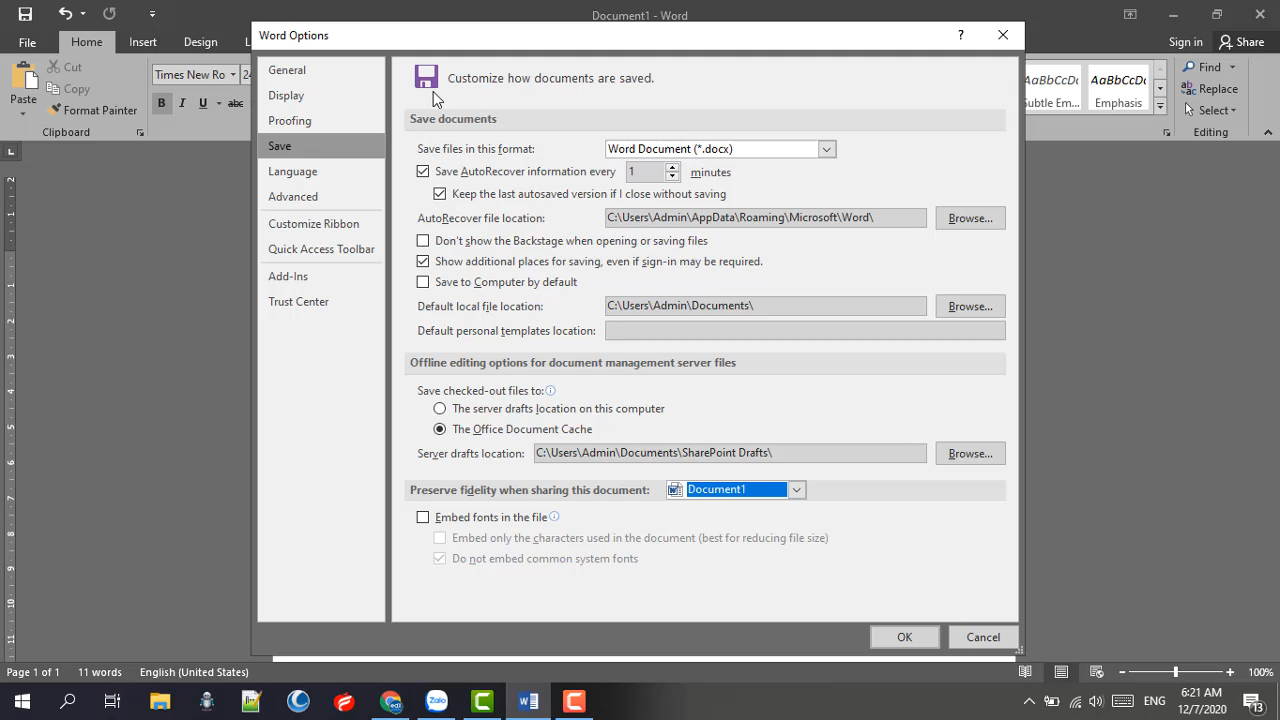 Document1 - Word
File
Home
Insert
Design
L
Sign in
Share
Word Options
?
Cut
Copy
Format Painter
Paste
Clipboard
Times New Ro
24
B I U abc
AaBbCcDc
AaBbCcDc
Subtle Em...
Emphasis
Find
Replace
Select
Editing
General
Display
Proofing
Save
Language
Advanced
Customize Ribbon
Quick Access Toolbar
Add-Ins
Trust Center
Customize how documents are saved.
Save documents
Save files in this format: Word Document (*.docx)
Save AutoRecover information every 1 minutes
Keep the last autosaved version if I close without saving
AutoRecover file location: C:\Users\Admin\AppData\Roaming\Microsoft\Word\ Browse...
Don't show the Backstage when opening or saving files
Show additional places for saving, even if sign-in may be required.
Save to Computer by default
Default local file location: C:\Users\Admin\Documents\ Browse...
Default personal templates location:
Offline editing options for document management server files
Save checked-out files to:
The server drafts location on this computer
The Office Document Cache
Server drafts location: C:\Users\Admin\Documents\SharePoint Drafts\ Browse...
Preserve fidelity when sharing this document: Document1
Embed fonts in the file
Embed only the characters used in the document (best for reducing file size)
Do not embed common system fonts
OK Cancel
Page 1 of 1 11 words English (United States) 100%
Zalo
ENG
6:21 AM
12/7/2020
13